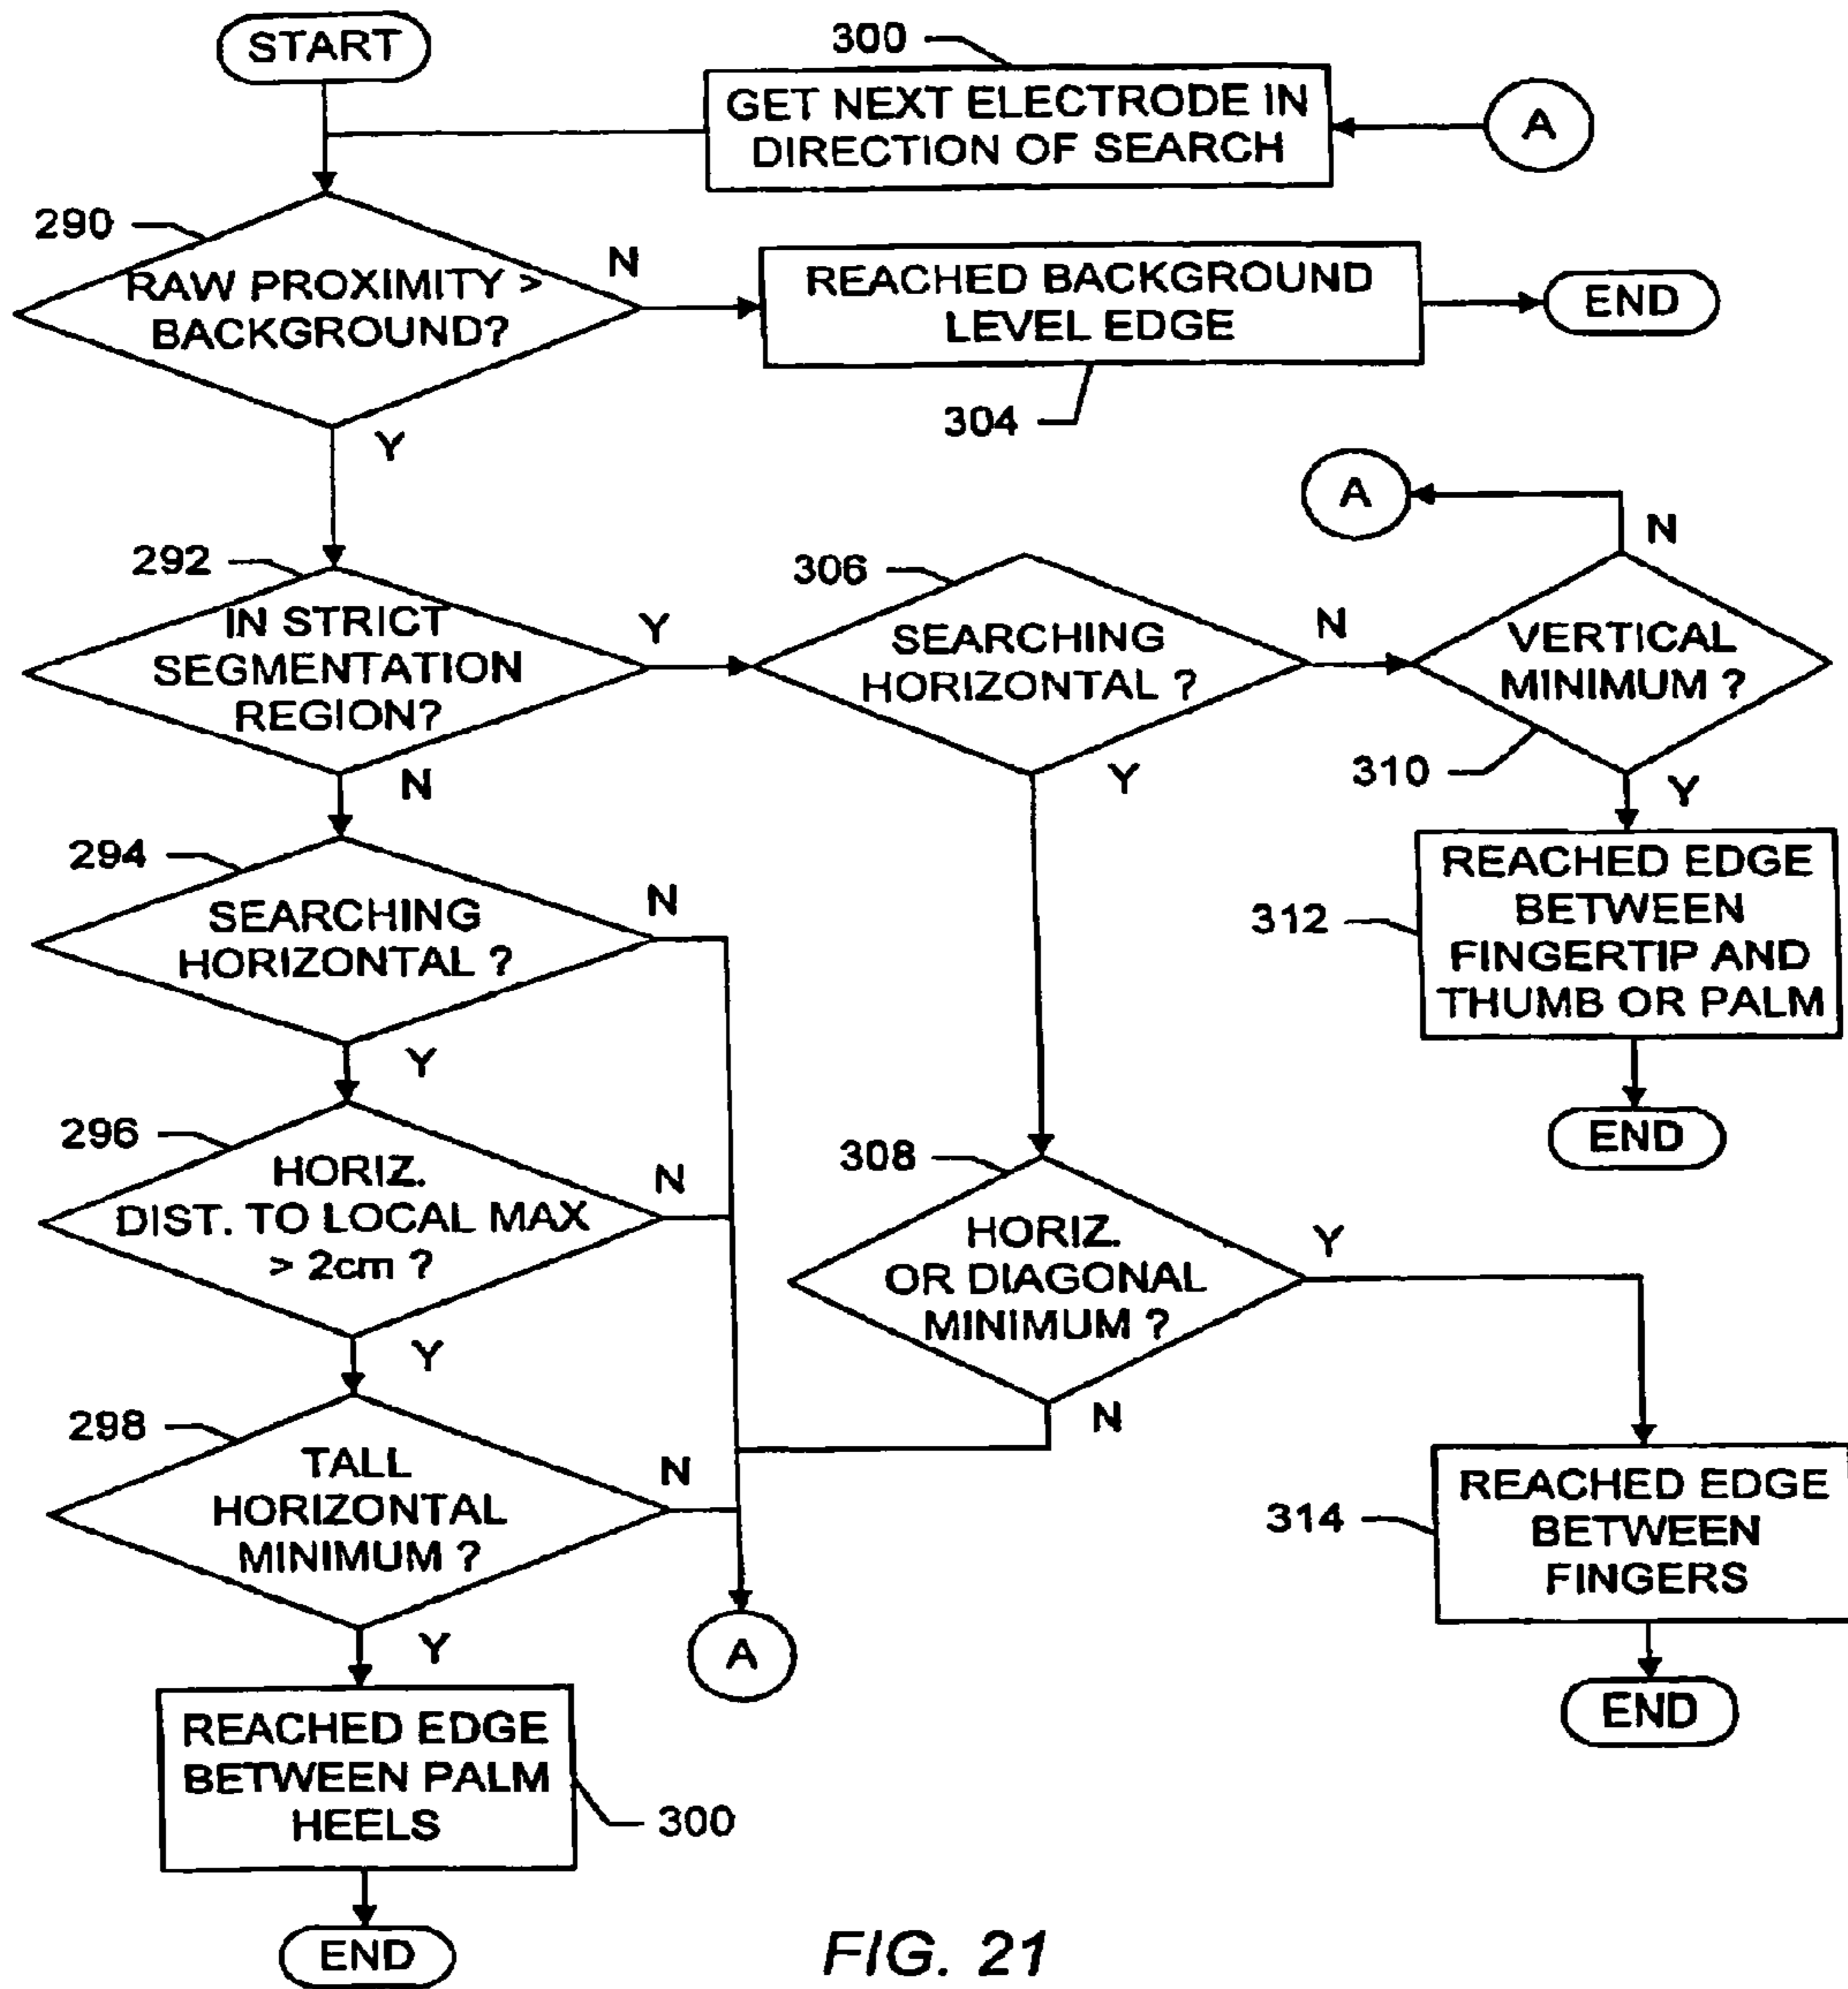 START
300
GET NEXT ELECTRODE IN
DIRECTION OF SEARCH
A
290
RAW PROXIMITY >
BACKGROUND?
N
Y
REACHED BACKGROUND
LEVEL EDGE
304
END
292
IN STRICT
SEGMENTATION
REGION?
Y
N
306
SEARCHING
HORIZONTAL ?
N
Y
A
N
VERTICAL
MINIMUM ?
310
Y
312
REACHED EDGE
BETWEEN
FINGERTIP AND
THUMB OR PALM
END
294
SEARCHING
HORIZONTAL ?
N
Y
296
HORIZ.
DIST. TO LOCAL MAX
> 2cm ?
N
Y
308
HORIZ.
OR DIAGONAL
MINIMUM ?
Y
N
298
TALL
HORIZONTAL
MINIMUM ?
N
Y
A
314
REACHED EDGE
BETWEEN
FINGERS
END
REACHED EDGE
BETWEEN PALM
HEELS
300
END
FIG. 21